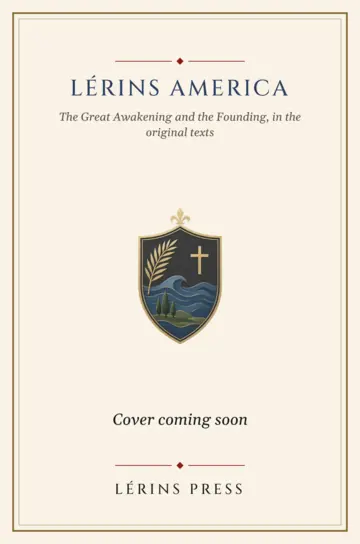 LÉRINS AMERICA
The Great Awakening and the Founding, in the
original texts
Cover coming soon
LÉRINS PRESS